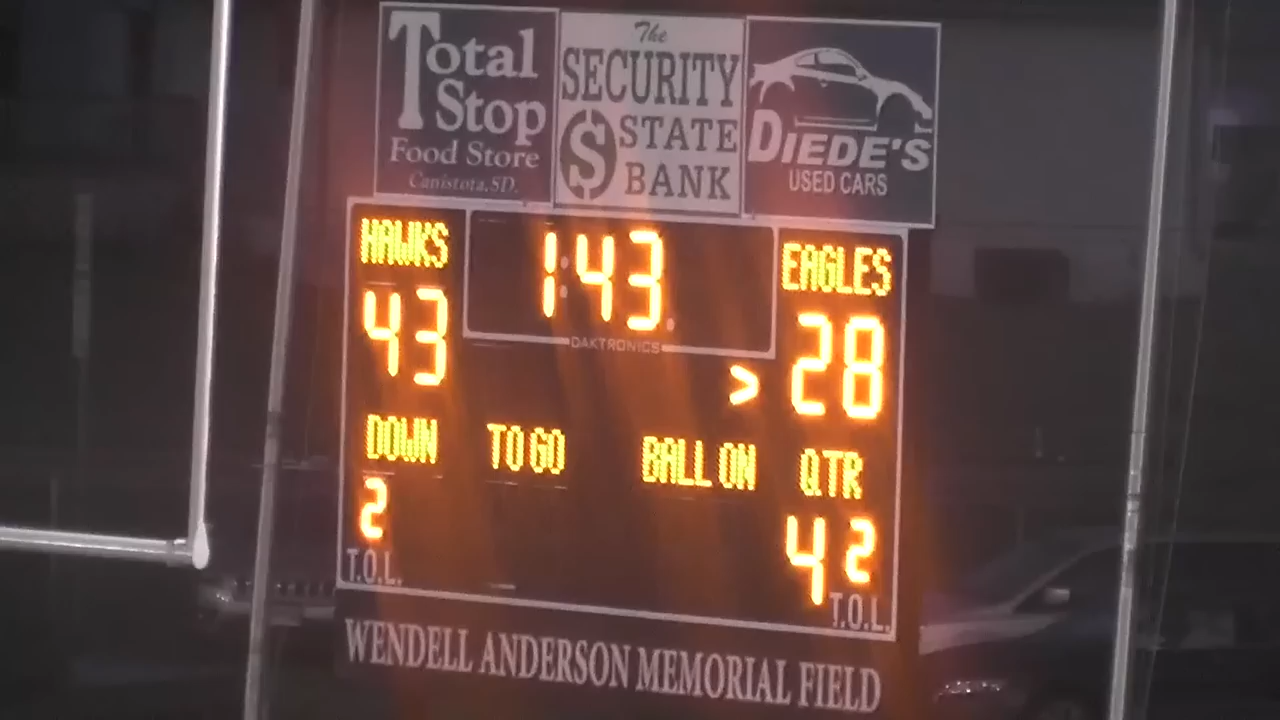 Total
Stop
Food Store
Canistota, SD.
The
SECURITY
STATE
BANK
$
DIEDE'S
USED CARS
HAWKS
1:43
EAGLES
43
28
DAKTRONICS
>
DOWN
TO GO
BALL ON
QTR
2
4 2
T.O.L.
T.O.L.
WENDELL ANDERSON MEMORIAL FIELD